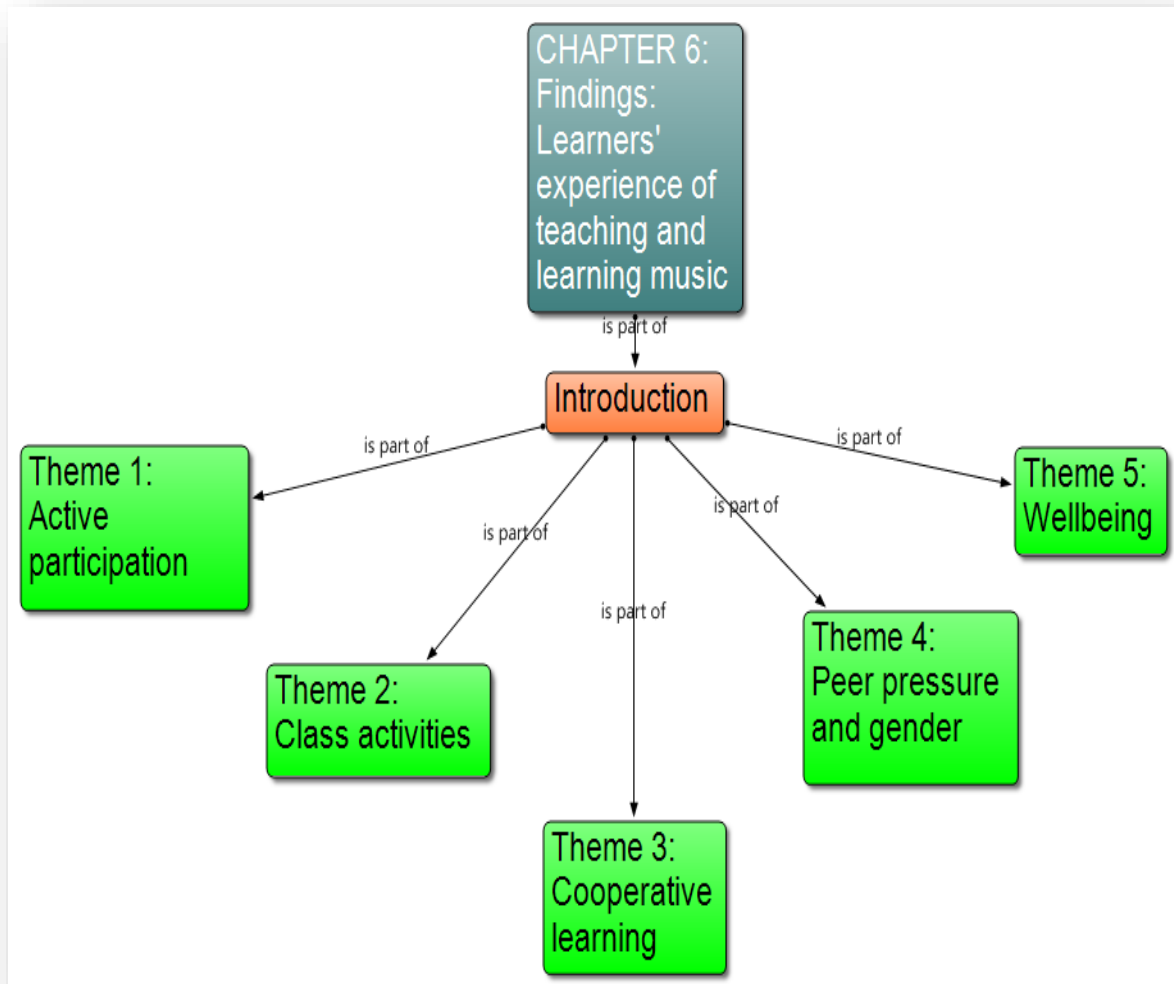 CHAPTER 6:
Findings:
Learners'
experience of
teaching and
learning music
is part of
Introduction
is part of
is part of
is part of
is part of
is part of
Theme 1:
Active
participation
Theme 2:
Class activities
Theme 3:
Cooperative
learning
Theme 4:
Peer pressure
and gender
Theme 5:
Wellbeing